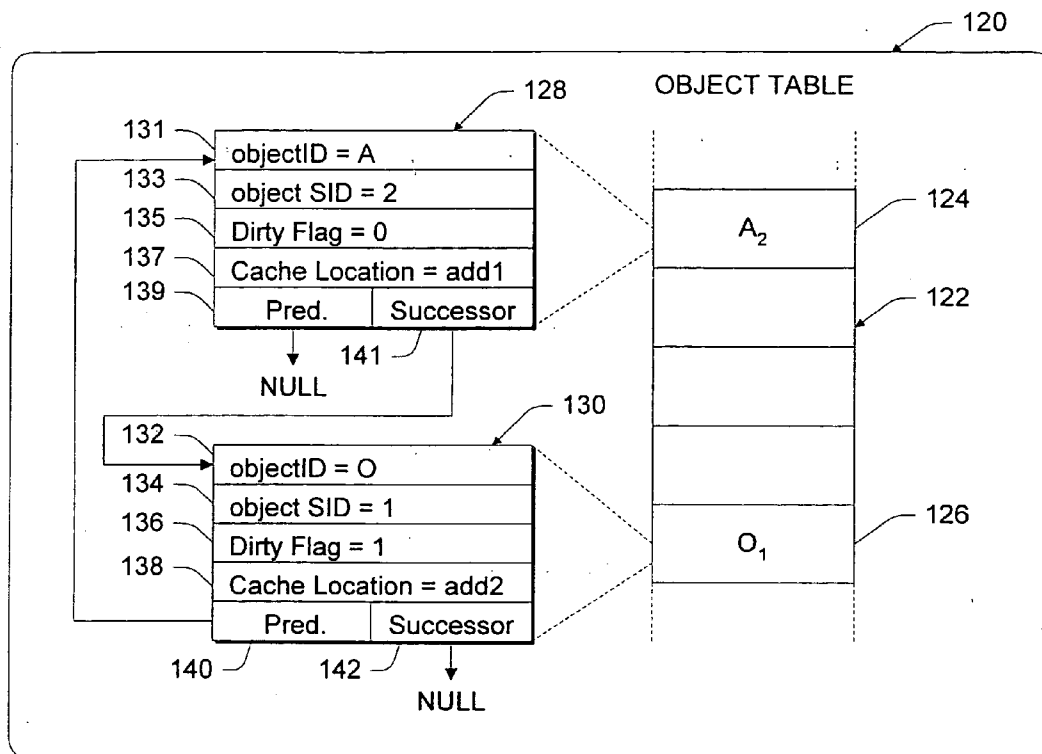 120
OBJECT TABLE
128
131
objectID = A
133
object SID = 2
135
Dirty Flag = 0
137
Cache Location = add1
139
Pred.
Successor
141
NULL
124
A2
122
130
132
objectID = O
134
object SID = 1
136
Dirty Flag = 1
138
Cache Location = add2
Pred.
Successor
140
142
NULL
126
O1